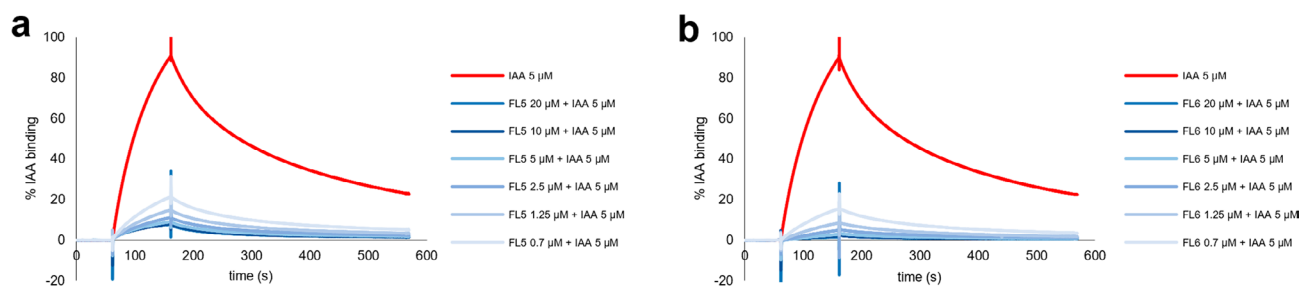 a
% IAA binding
100
80
60
40
20
0
-20
0 100 200 300 400 500 600
time (s)
IAA 5 µM
FL5 20 µM + IAA 5 µM
FL5 10 µM + IAA 5 µM
FL5 5 µM + IAA 5 µM
FL5 2.5 µM + IAA 5 µM
FL5 1.25 µM + IAA 5 µM
FL5 0.7 µM + IAA 5 µM
b
% IAA binding
100
80
60
40
20
0
-20
0 100 200 300 400 500 600
time (s)
IAA 5 µM
FL6 20 µM + IAA 5 µM
FL6 10 µM + IAA 5 µM
FL6 5 µM + IAA 5 µM
FL6 2.5 µM + IAA 5 µM
FL6 1.25 µM + IAA 5 µM
FL6 0.7 µM + IAA 5 µM